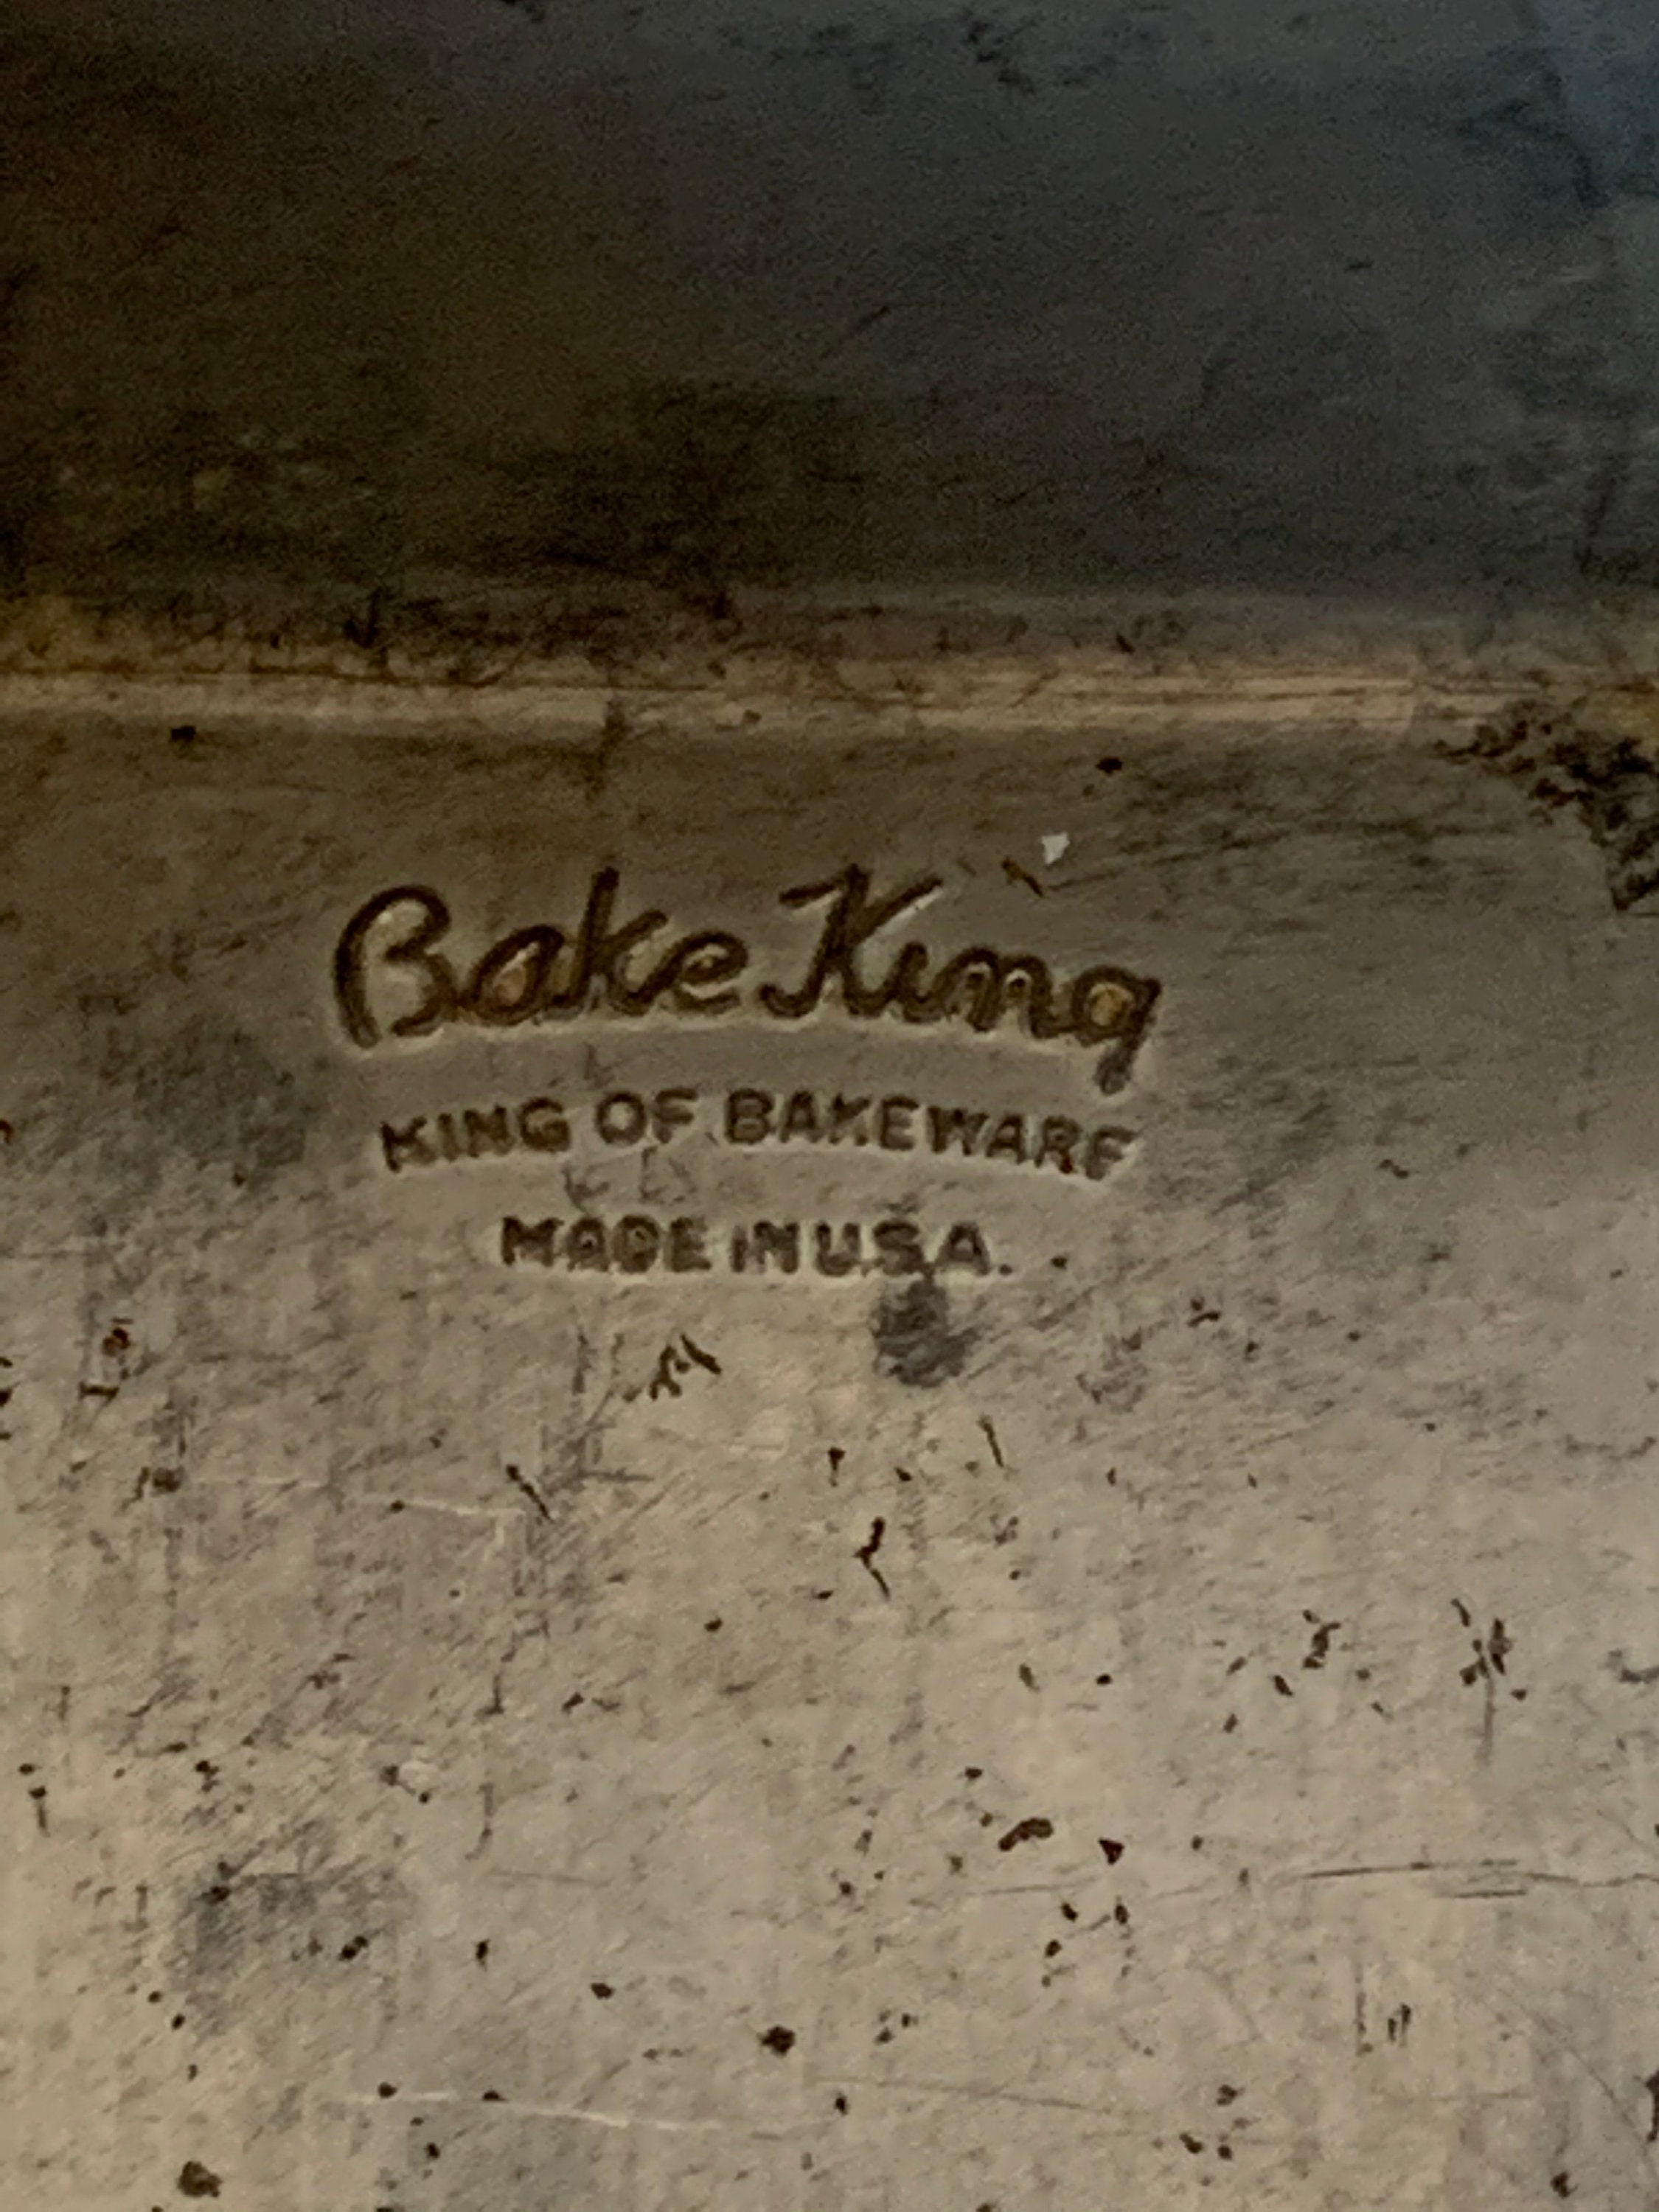 Bake King
KING OF BAKEWARE
MADE IN U.S.A.